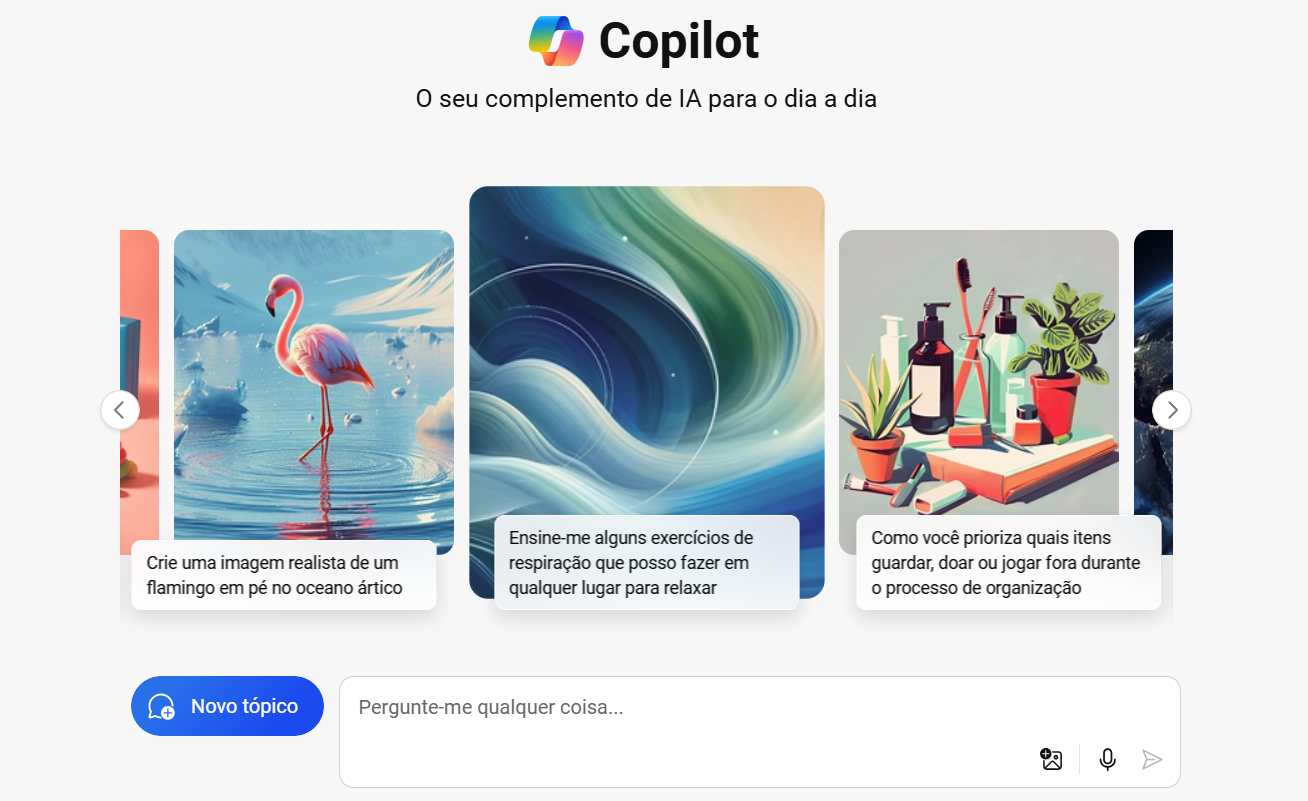 Copilot
O seu complemento de IA para o dia a dia
Crie uma imagem realista de um
flamingo em pé no oceano ártico
Ensine-me alguns exercícios de
respiração que posso fazer em
qualquer lugar para relaxar
Como você prioriza quais itens
guardar, doar ou jogar fora durante
o processo de organização
Novo tópico
Pergunte-me qualquer coisa...